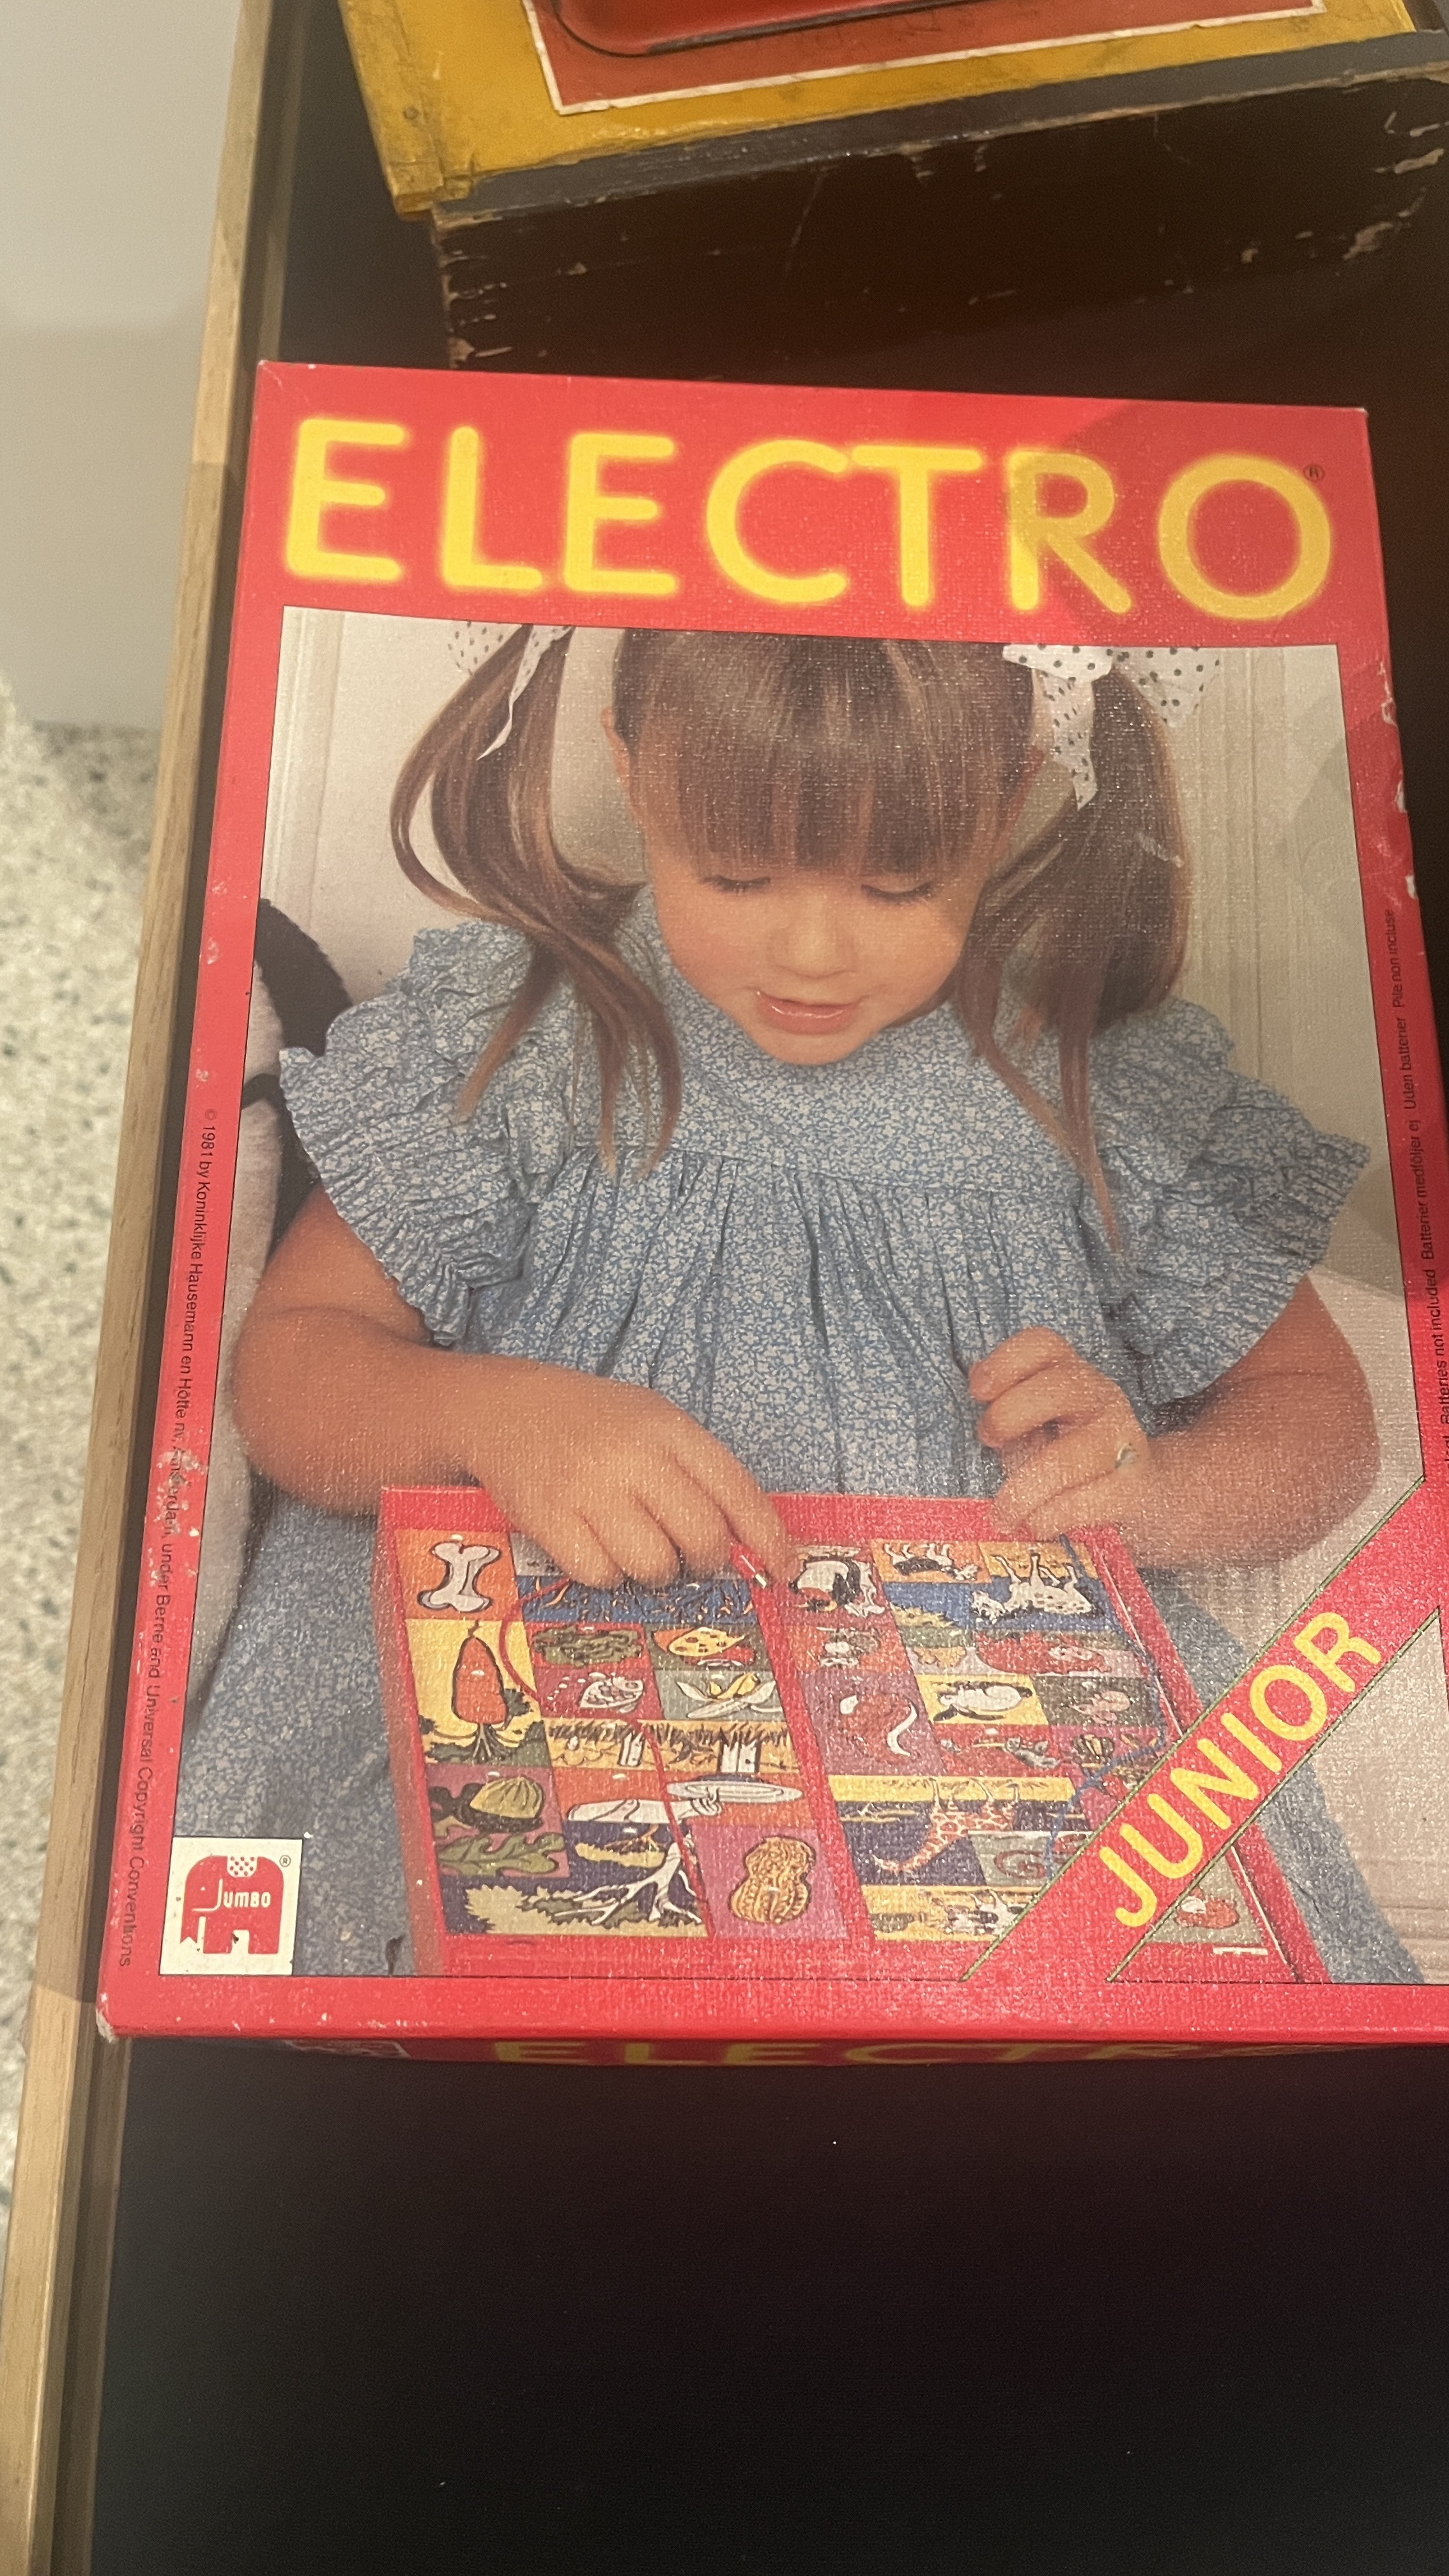 ELECTRO®
© 1981 by Koninklijke Hausemann en Hötte nv, Amsterdam, under Berne and Universal Copyright Conventions
Batteries not included Batterier medföljer ej Uden batterier Pile non incluse
JUNIOR
JUMBO ®
ELECTR